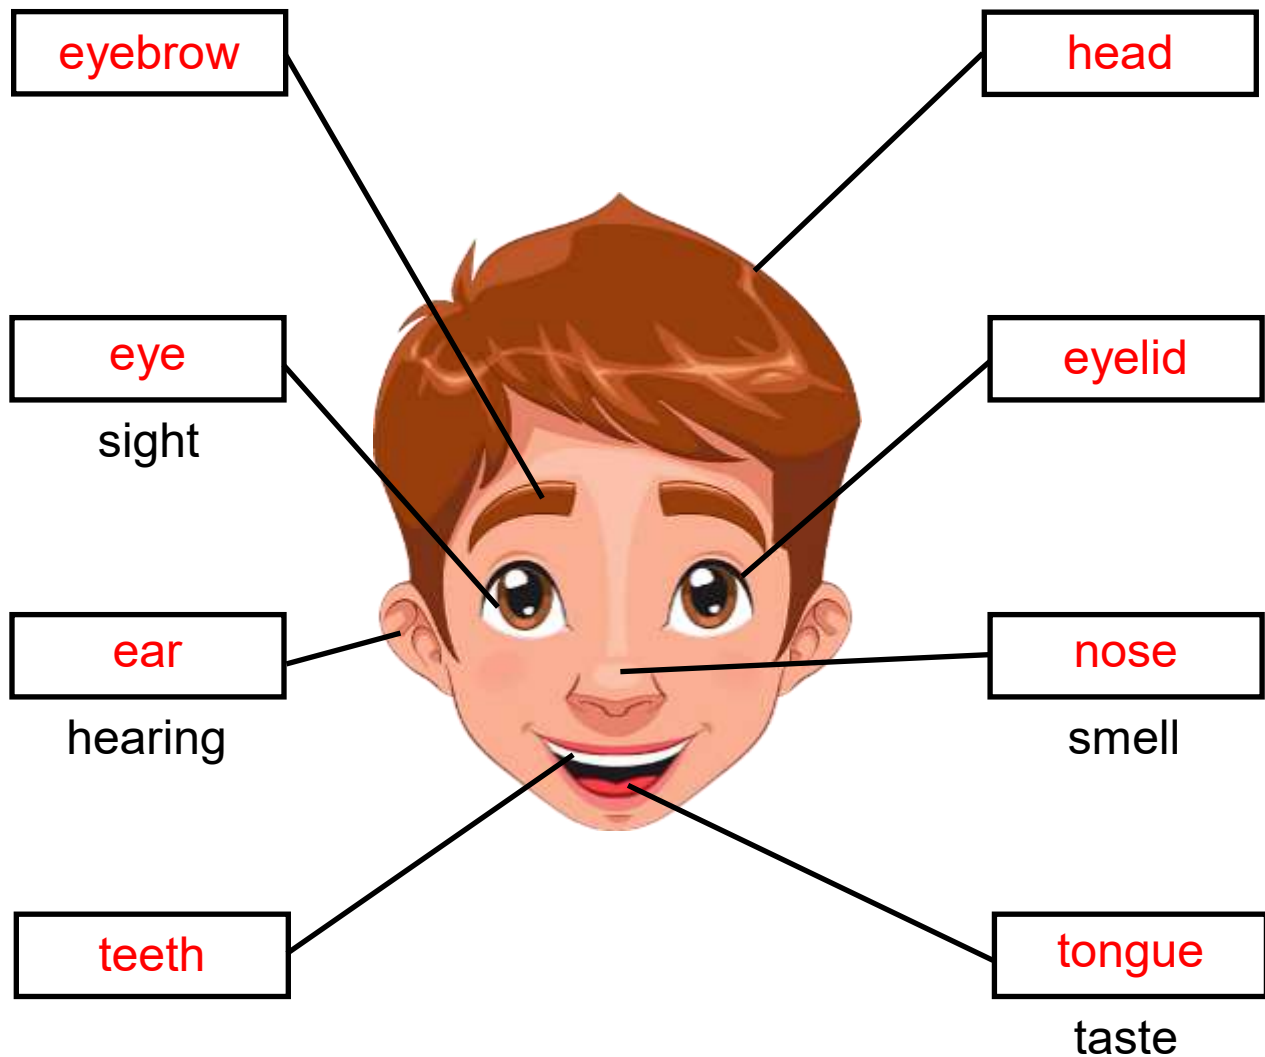 eyebrow
head
eye
eyelid
sight
ear
nose
hearing
smell
teeth
tongue
taste